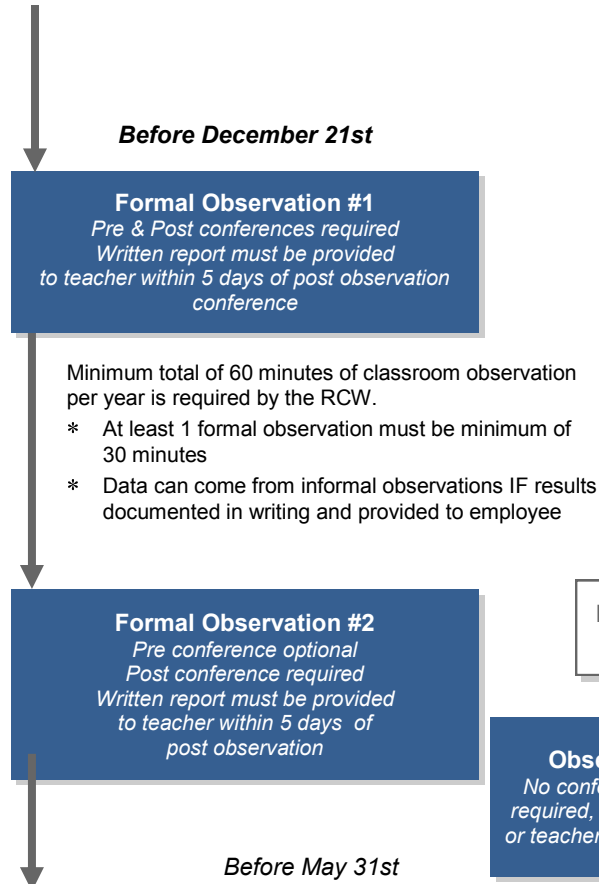 Before December 21st
Formal Observation #1
Pre & Post conferences required
Written report must be provided
to teacher within 5 days of post observation
conference
Minimum total of 60 minutes of classroom observation
per year is required by the RCW.
* At least 1 formal observation must be minimum of
30 minutes
* Data can come from informal observations IF results
documented in writing and provided to employee
Formal Observation #2
Pre conference optional
Post conference required
Written report must be provided
to teacher within 5 days of
post observation
No
required,
or teacher
Before May 31st